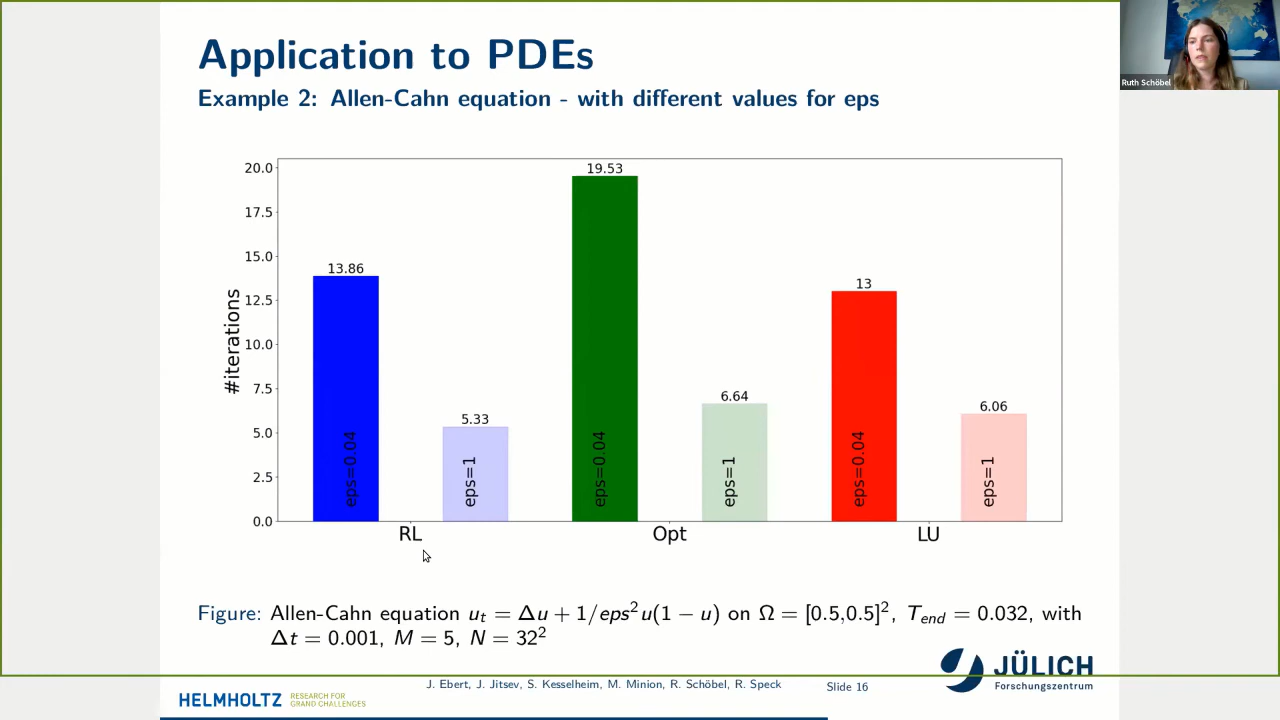 Application to PDEs
Example 2: Allen-Cahn equation - with different values for eps
Ruth Schöbel
20.0
17.5
15.0
12.5
10.0
7.5
5.0
2.5
0.0
#iterations
13.86
5.33
19.53
6.64
13
6.06
eps=0.04
eps=1
eps=0.04
eps=1
eps=0.04
eps=1
RL
Opt
LU
Figure: Allen-Cahn equation u_t = Δu + 1/eps²u(1 − u) on Ω = [0.5,0.5]², T_end = 0.032, with
Δt = 0.001, M = 5, N = 32²
JÜLICH
Forschungszentrum
J. Ebert, J. Jitsev, S. Kesselheim, M. Minion, R. Schöbel, R. Speck
Slide 16
HELMHOLTZ
RESEARCH FOR
GRAND CHALLENGES